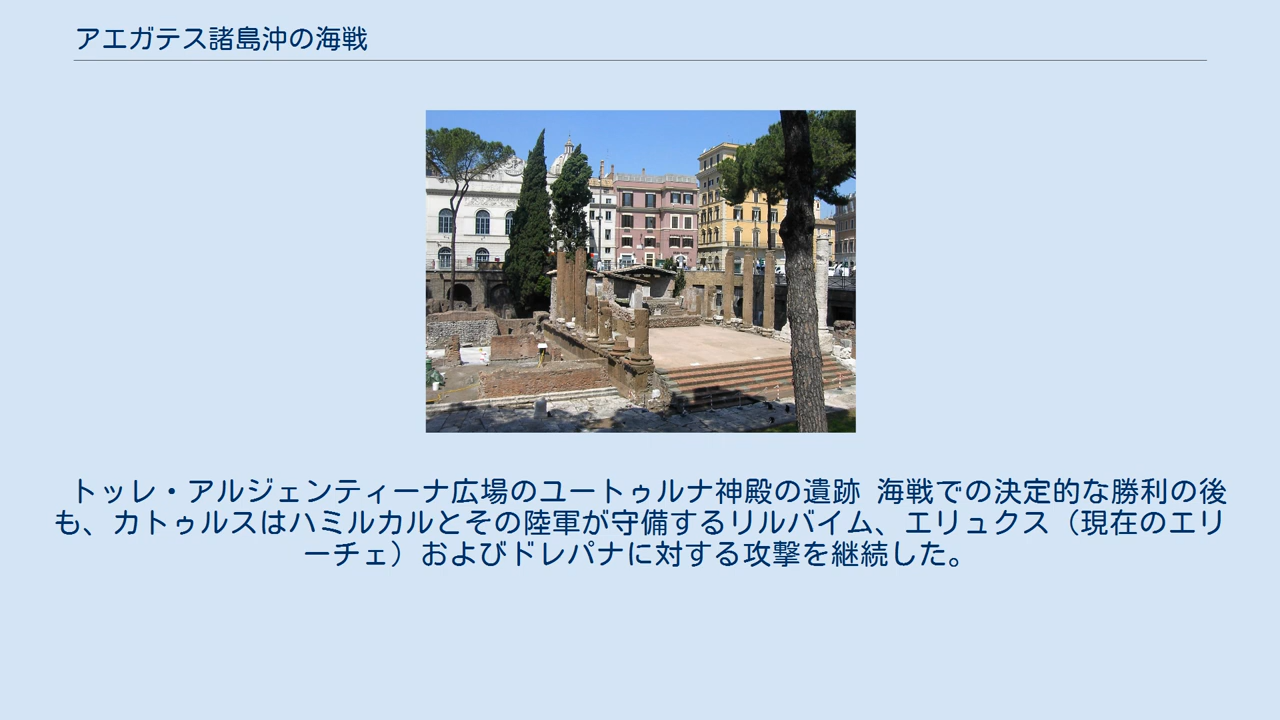 アエガテス諸島沖の海戦
トッレ・アルジェンティーナ広場のユートゥルナ神殿の遺跡 海戦での決定的な勝利の後
も、カトゥルスはハミルカルとその陸軍が守備するリルバイム、エリュクス（現在のエリ
ーチェ）およびドレパナに対する攻撃を継続した。